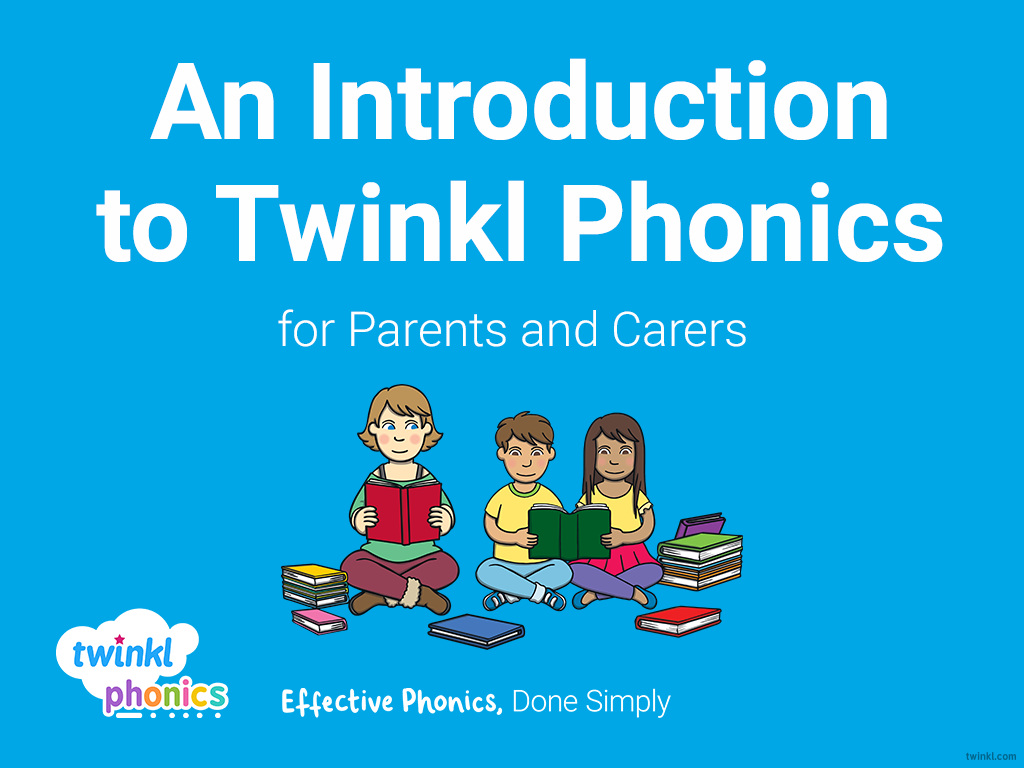 An Introduction
to Twinkl Phonics
for Parents and Carers
twinkl
phonics
Effective Phonics, Done Simply
twinkl.com